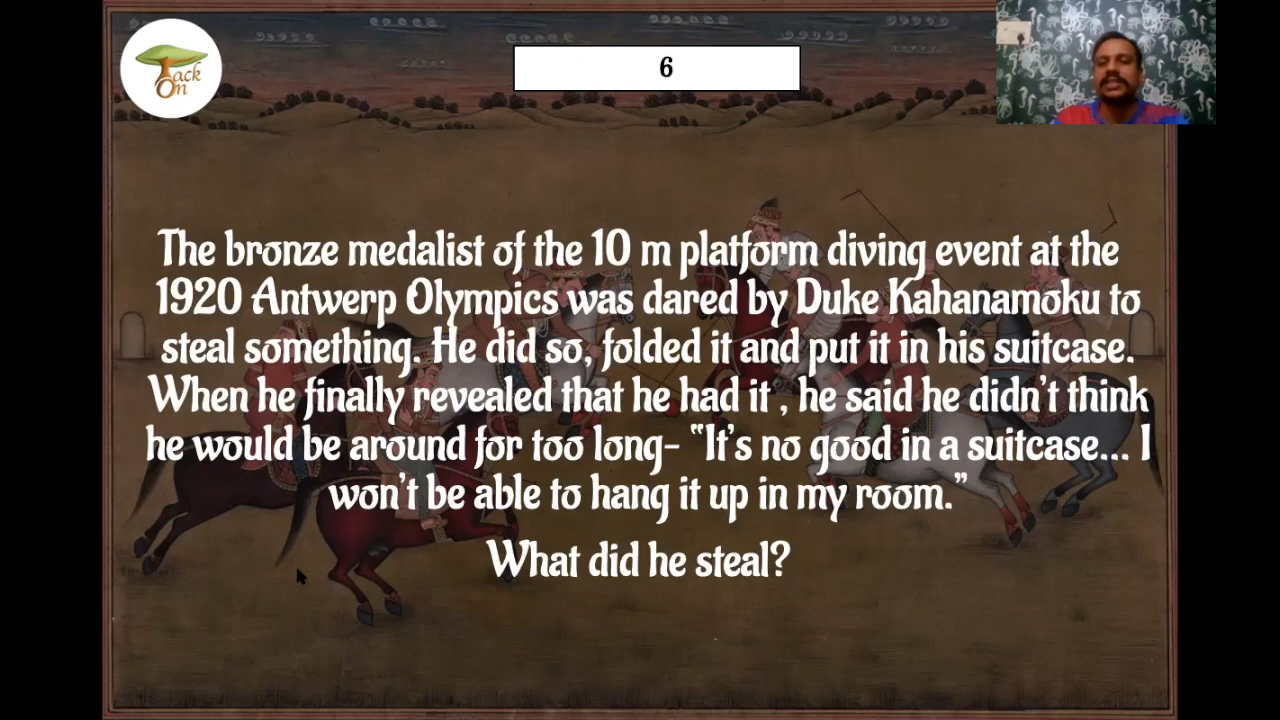 Tack
On
6
The bronze medalist of the 10 m platform diving event at the
1920 Antwerp Olympics was dared by Duke Kahanamoku to
steal something. He did so, folded it and put it in his suitcase.
When he finally revealed that he had it , he said he didn't think
he would be around for too long- "It's no good in a suitcase... I
won't be able to hang it up in my room."
What did he steal?